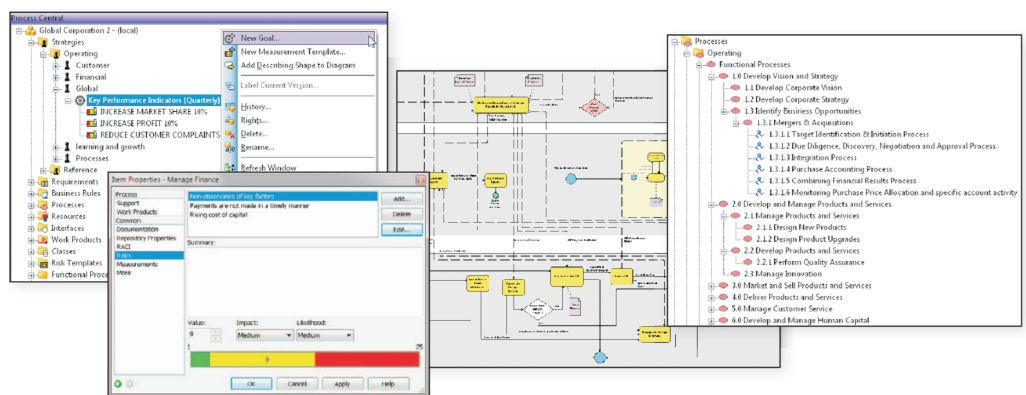 Process Central
Global Corporation 2 - (local)
Strategies
Operating
Customer
Financial
Global
Key Performance Indicators (Quarterly)
INCREASE MARKET SHARE 10%
INCREASE PROFIT 10%
REDUCE CUSTOMER COMPLAINTS
learning and growth
Processes
Reference
Requirements
Business Rules
Processes
Resources
Interfaces
Work Products
Classes
Risk Templates
Functional Proce
New Goal...
New Measurement Template...
Add Describing Shape to Diagram
Label Current Version...
History...
Rights...
Delete...
Rename...
Refresh Window
Item Properties - Manage Finance
Process
Support
Work Products
Common
Documentation
Repository Properties
RACI
Risks
Measurements
More
Non-observance of key factors
Payments are not made in a timely manner
Rising cost of capital
Add...
Delete
Edit...
Summary:
Value:
Impact:
Likelihood:
9
Medium
Medium
1
25
9
OK
Cancel
Apply
Help
Processes
Operating
Functional Processes
1.0 Develop Vision and Strategy
1.1 Develop Corporate Vision
1.2 Develop Corporate Strategy
1.3 Identify Business Opportunities
1.3.1 Mergers & Acquisitions
1.3.1.1 Target Identification & Initiation Process
1.3.1.2 Due Diligence, Discovery, Negotiation and Approval Process
1.3.1.3 Integration Process
1.3.1.4 Purchase Accounting Process
1.3.1.5 Combining Financial Results Process
1.3.1.6 Monitoring Purchase Price Allocation and specific account activity
2.0 Develop and Manage Products and Services
2.1 Manage Products and Services
2.1.1 Design New Products
2.1.2 Design Product Upgrades
2.2 Develop Products and Services
2.2.1 Perform Quality Assurance
2.3 Manage Innovation
3.0 Market and Sell Products and Services
4.0 Deliver Products and Services
5.0 Manage Customer Service
6.0 Develop and Manage Human Capital